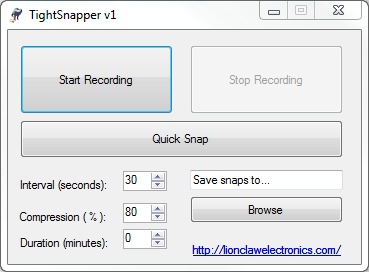 TightSnapper v1
Start Recording
Stop Recording
Quick Snap
Interval (seconds): 30
Save snaps to...
Compression ( % ): 80
Browse
Duration (minutes): 0
http://lionclawelectronics.com/